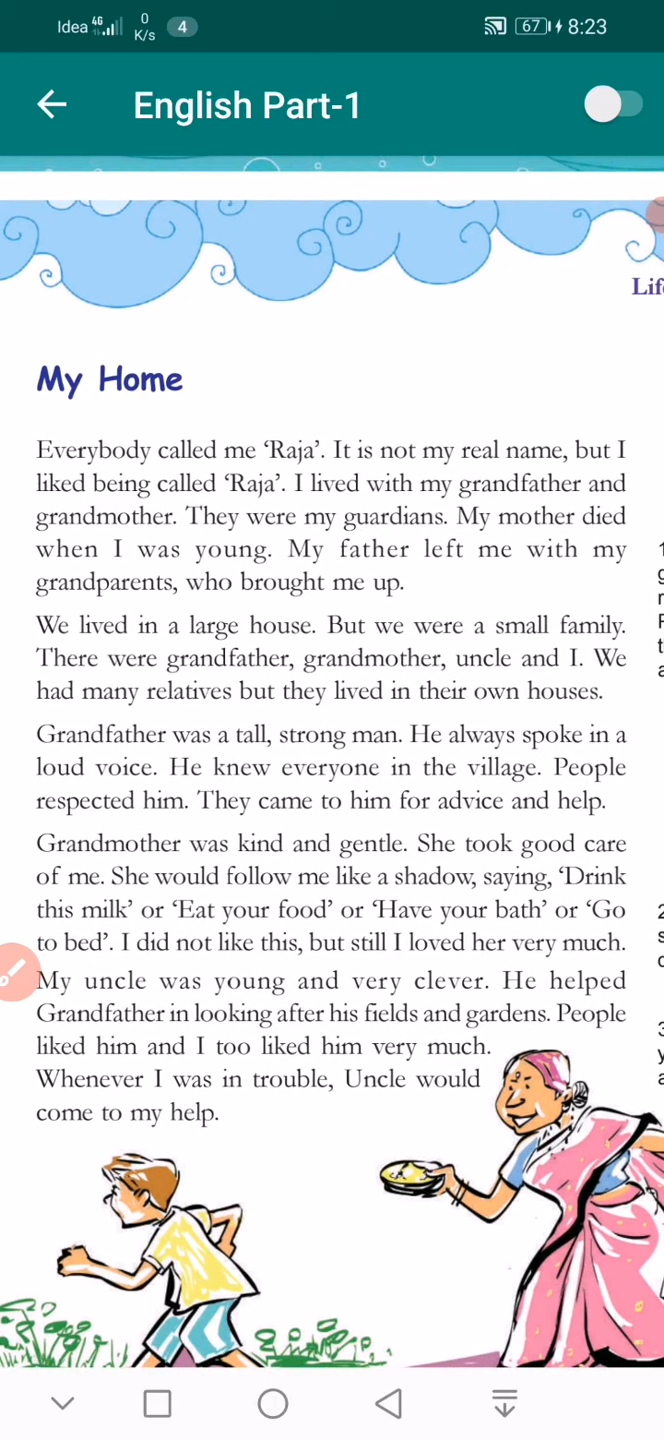 Idea 4G 0 K/s 4 67 8:23
English Part-1
My Home
Everybody called me ‘Raja’. It is not my real name, but I
liked being called ‘Raja’. I lived with my grandfather and
grandmother. They were my guardians. My mother died
when I was young. My father left me with my
grandparents, who brought me up.
We lived in a large house. But we were a small family.
There were grandfather, grandmother, uncle and I. We
had many relatives but they lived in their own houses.
Grandfather was a tall, strong man. He always spoke in a
loud voice. He knew everyone in the village. People
respected him. They came to him for advice and help.
Grandmother was kind and gentle. She took good care
of me. She would follow me like a shadow, saying, ‘Drink
this milk’ or ‘Eat your food’ or ‘Have your bath’ or ‘Go
to bed’. I did not like this, but still I loved her very much.
My uncle was young and very clever. He helped
Grandfather in looking after his fields and gardens. People
liked him and I too liked him very much.
Whenever I was in trouble, Uncle would
come to my help.